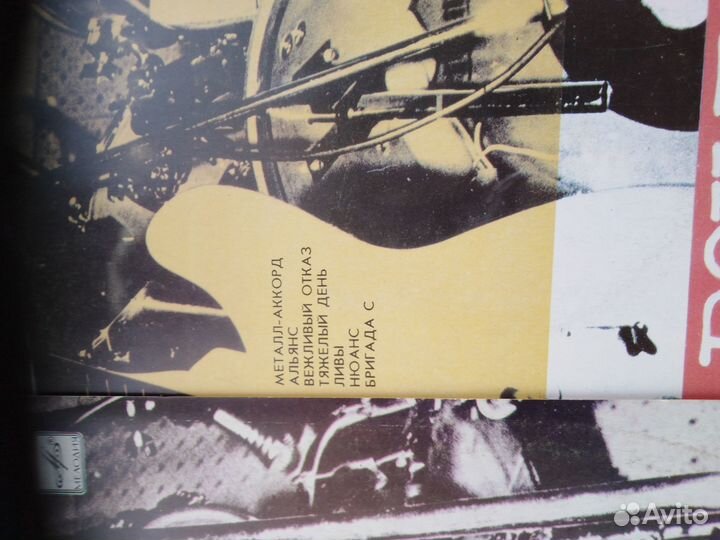 МЕТАЛЛ-АККОРД
АЛЬЯНС
ВЕЖЛИВЫЙ ОТКАЗ
ТЯЖЕЛЫЙ ДЕНЬ
ЛИВЫ
НЮАНС
БРИГАДА С
МЕЛОДИЯ
Avito